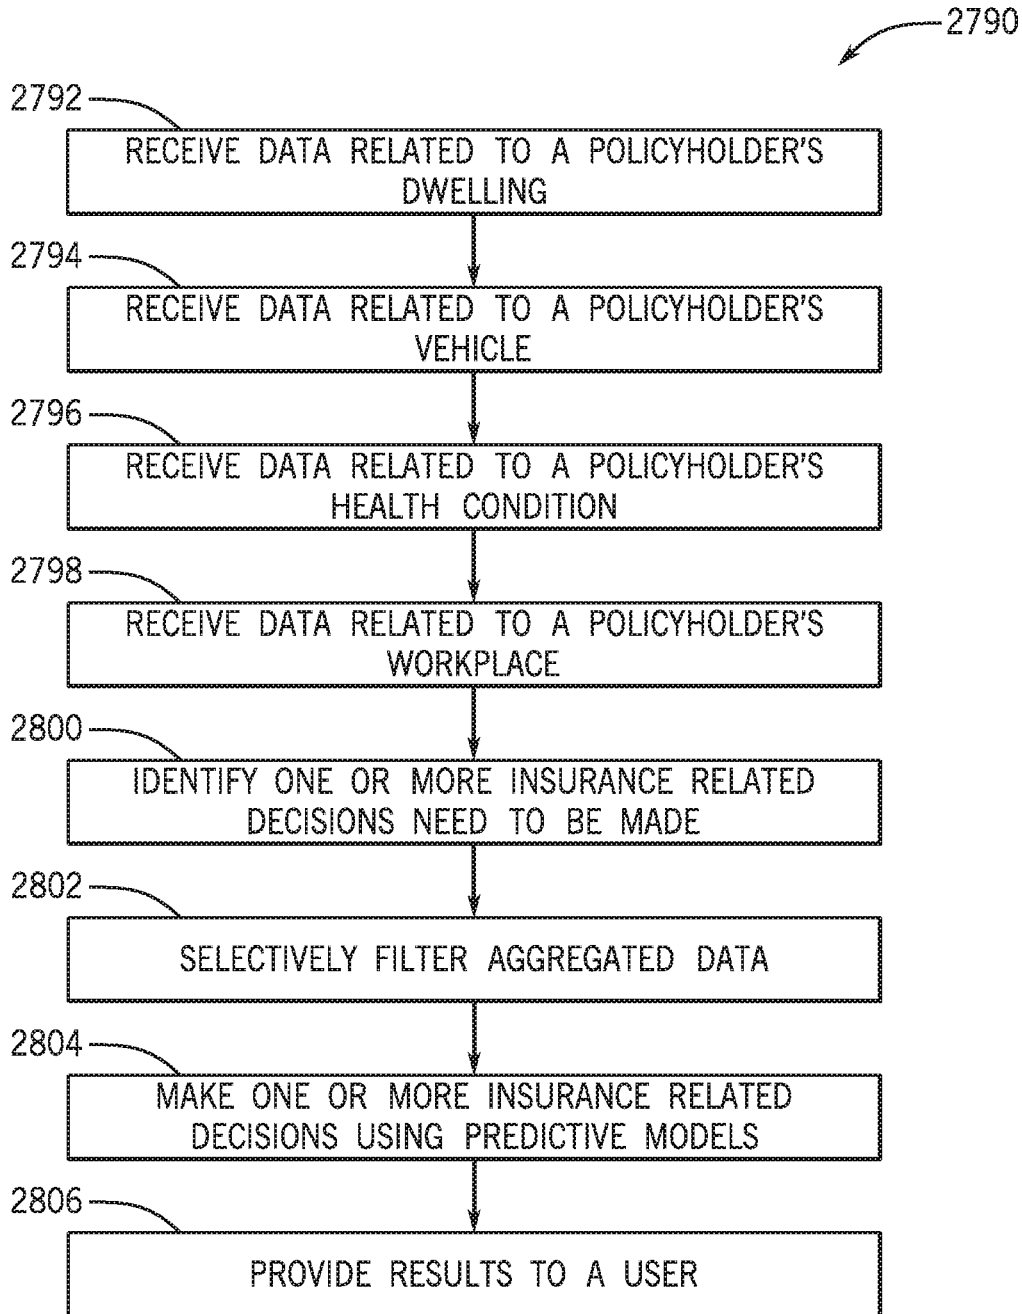 2790
2792
RECEIVE DATA RELATED TO A POLICYHOLDER'S
DWELLING
2794
RECEIVE DATA RELATED TO A POLICYHOLDER'S
VEHICLE
2796
RECEIVE DATA RELATED TO A POLICYHOLDER'S
HEALTH CONDITION
2798
RECEIVE DATA RELATED TO A POLICYHOLDER'S
WORKPLACE
2800
IDENTIFY ONE OR MORE INSURANCE RELATED
DECISIONS NEED TO BE MADE
2802
SELECTIVELY FILTER AGGREGATED DATA
2804
MAKE ONE OR MORE INSURANCE RELATED
DECISIONS USING PREDICTIVE MODELS
2806
PROVIDE RESULTS TO A USER